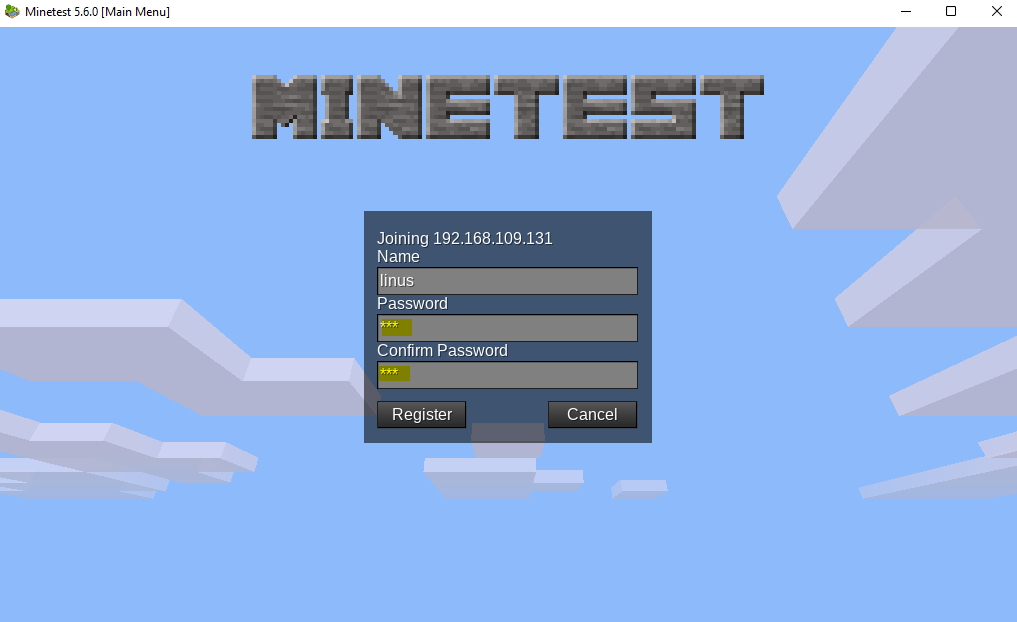 Minetest 5.6.0 [Main Menu]
MINETEST
Joining 192.168.109.131
Name
linus
Password
***
Confirm Password
***
Register Cancel